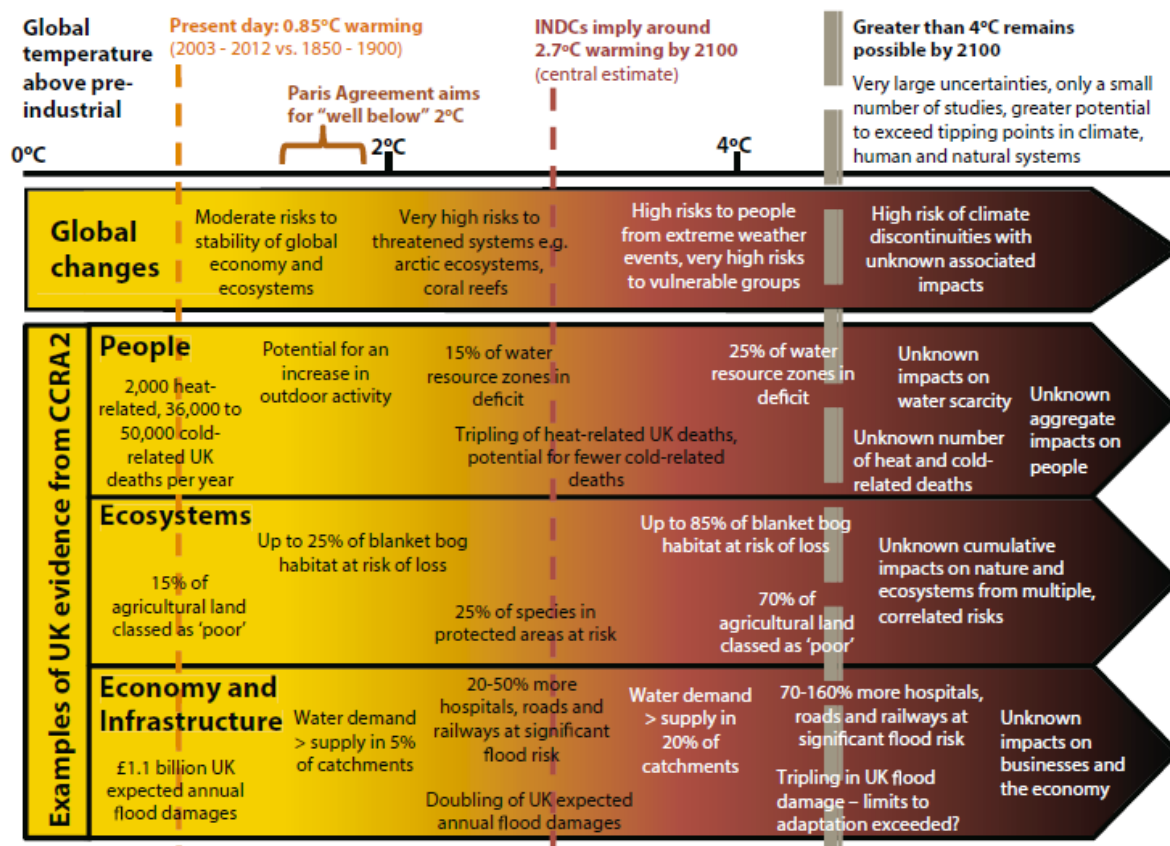 Global
temperature
above pre-
industrial
Present day: 0.85ºC warming
(2003 - 2012 vs. 1850 - 1900)
Paris Agreement aims
for “well below” 2ºC
INDCs imply around
2.7ºC warming by 2100
(central estimate)
Greater than 4ºC remains
possible by 2100
Very large uncertainties, only a small
number of studies, greater potential
to exceed tipping points in climate,
human and natural systems
0ºC
2ºC
4ºC
Global
changes
Moderate risks to
stability of global
economy and
ecosystems
Very high risks to
threatened systems e.g.
arctic ecosystems,
coral reefs
High risks to people
from extreme weather
events, very high risks
to vulnerable groups
High risk of climate
discontinuities with
unknown associated
impacts
Examples of UK evidence from CCRA2
People
2,000 heat-
related, 36,000 to
50,000 cold-
related UK
deaths per year
Potential for an
increase in
outdoor activity
15% of water
resource zones in
deficit
Tripling of heat-related UK deaths,
potential for fewer cold-related
deaths
25% of water
resource zones in
deficit
Unknown
impacts on
water scarcity
Unknown number
of heat and cold-
related deaths
Unknown
aggregate
impacts on
people
Ecosystems
15% of
agricultural land
classed as ‘poor’
Up to 25% of blanket bog
habitat at risk of loss
25% of species in
protected areas at risk
Up to 85% of blanket bog
habitat at risk of loss
70% of
agricultural land
classed as ‘poor’
Unknown cumulative
impacts on nature and
ecosystems from multiple,
correlated risks
Economy and
Infrastructure
£1.1 billion UK
expected annual
flood damages
Water demand
> supply in 5%
of catchments
20-50% more
hospitals, roads and
railways at significant
flood risk
Doubling of UK expected
annual flood damages
Water demand
> supply in
20% of
catchments
70-160% more hospitals,
roads and railways at
significant flood risk
Tripling in UK flood
damage – limits to
adaptation exceeded?
Unknown
impacts on
businesses and
the economy